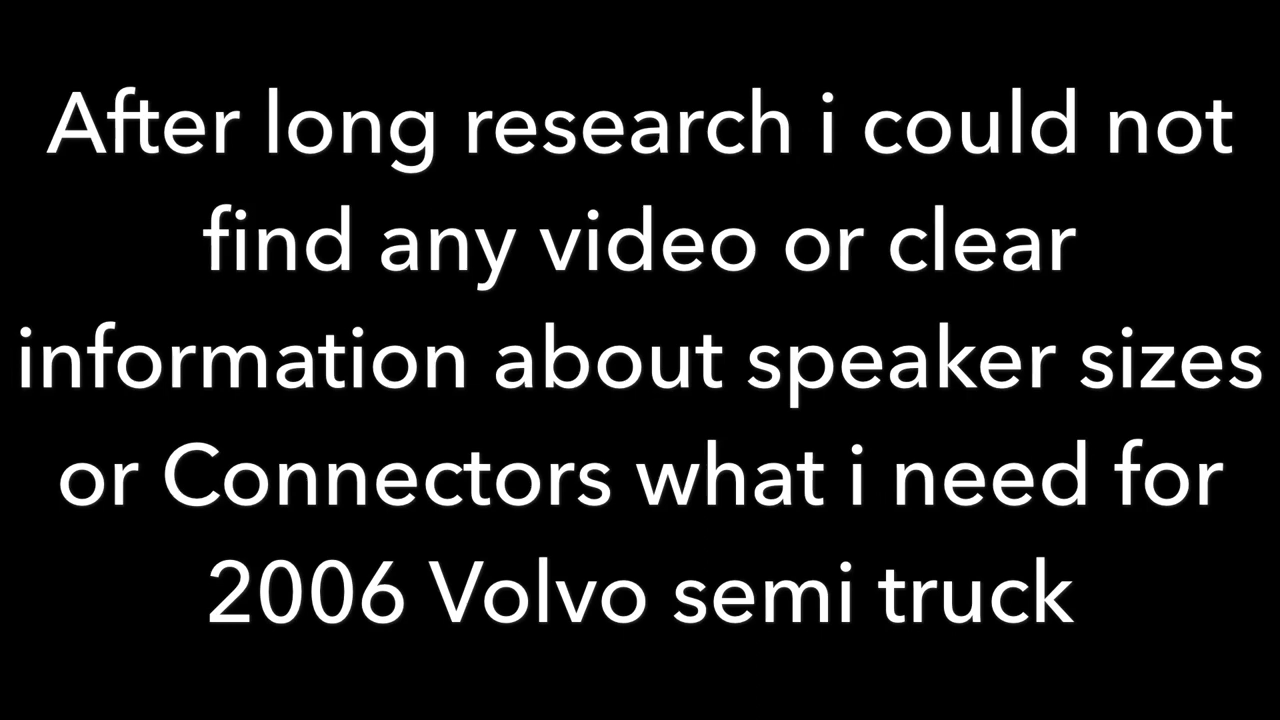 After long research i could not
find any video or clear
information about speaker sizes
or Connectors what i need for
2006 Volvo semi truck